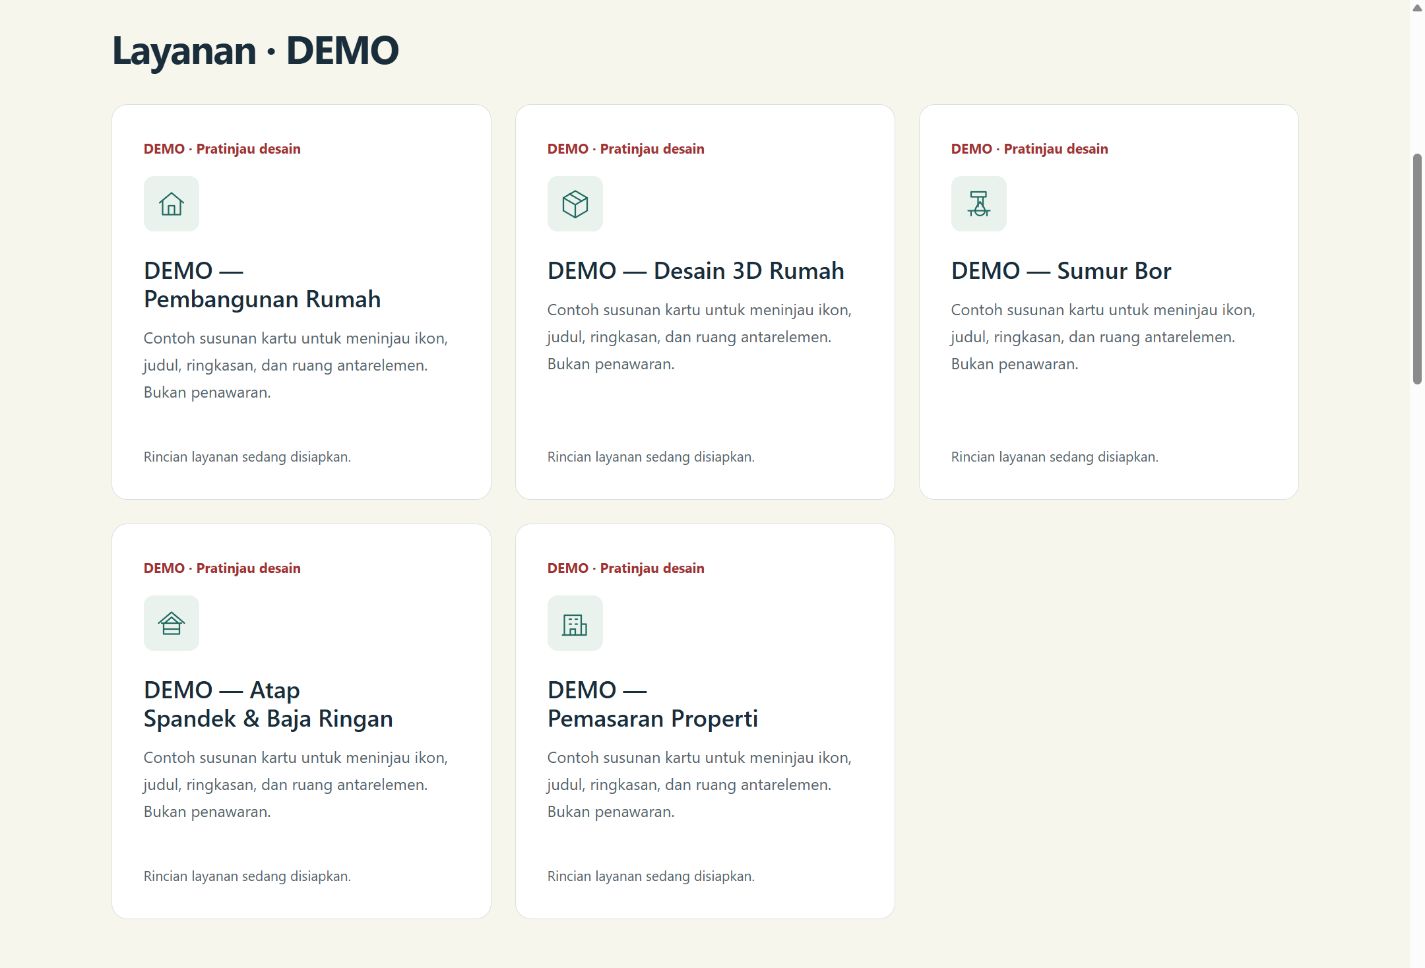 Layanan · DEMO
DEMO · Pratinjau desain
DEMO —
Pembangunan Rumah
Contoh susunan kartu untuk meninjau ikon,
judul, ringkasan, dan ruang antarelemen.
Bukan penawaran.
Rincian layanan sedang disiapkan.
DEMO · Pratinjau desain
DEMO — Desain 3D Rumah
Contoh susunan kartu untuk meninjau ikon,
judul, ringkasan, dan ruang antarelemen.
Bukan penawaran.
Rincian layanan sedang disiapkan.
DEMO · Pratinjau desain
DEMO — Sumur Bor
Contoh susunan kartu untuk meninjau ikon,
judul, ringkasan, dan ruang antarelemen.
Bukan penawaran.
Rincian layanan sedang disiapkan.
DEMO · Pratinjau desain
DEMO — Atap
Spandek & Baja Ringan
Contoh susunan kartu untuk meninjau ikon,
judul, ringkasan, dan ruang antarelemen.
Bukan penawaran.
Rincian layanan sedang disiapkan.
DEMO · Pratinjau desain
DEMO —
Pemasaran Properti
Contoh susunan kartu untuk meninjau ikon,
judul, ringkasan, dan ruang antarelemen.
Bukan penawaran.
Rincian layanan sedang disiapkan.